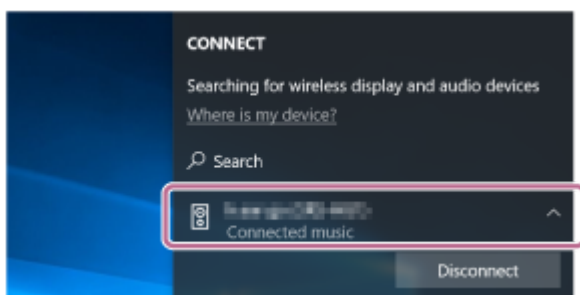 CONNECT
Searching for wireless display and audio devices
Where is my device?
Search
Connected music
Disconnect